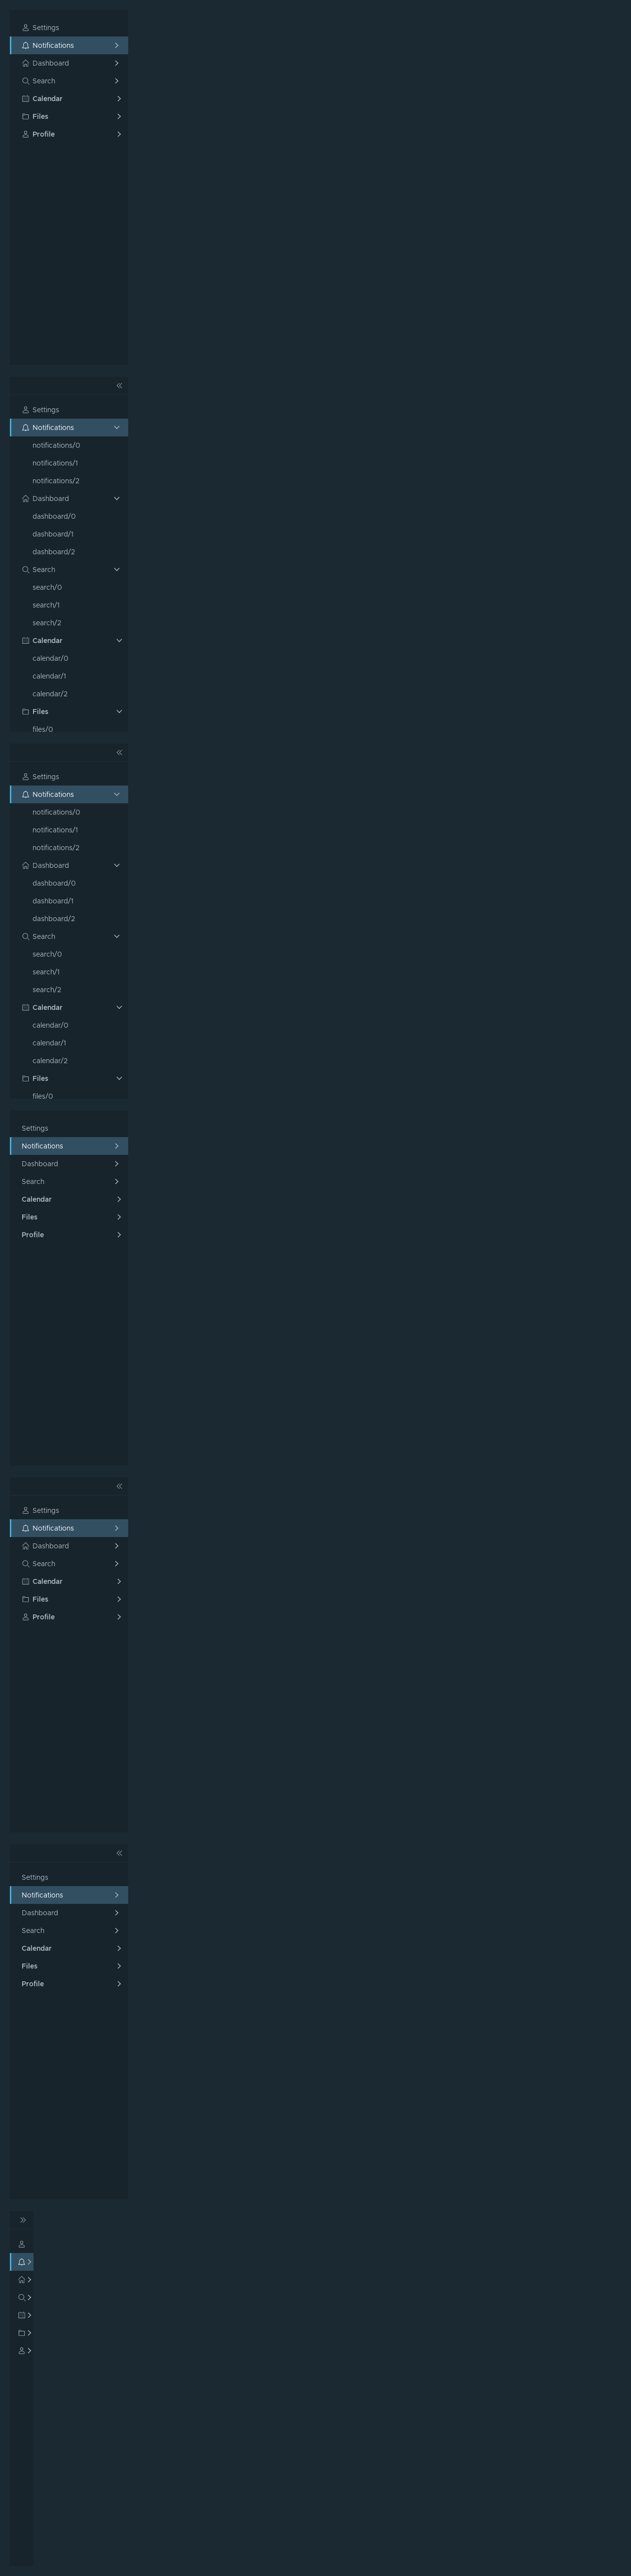 Settings
Notifications
Dashboard
Search
Calendar
Files
Profile
Settings
Notifications
notifications/0
notifications/1
notifications/2
Dashboard
dashboard/0
dashboard/1
dashboard/2
Search
search/0
search/1
search/2
Calendar
calendar/0
calendar/1
calendar/2
Files
files/0
Settings
Notifications
notifications/0
notifications/1
notifications/2
Dashboard
dashboard/0
dashboard/1
dashboard/2
Search
search/0
search/1
search/2
Calendar
calendar/0
calendar/1
calendar/2
Files
files/0
Settings
Notifications
Dashboard
Search
Calendar
Files
Profile
Settings
Notifications
Dashboard
Search
Calendar
Files
Profile
Settings
Notifications
Dashboard
Search
Calendar
Files
Profile